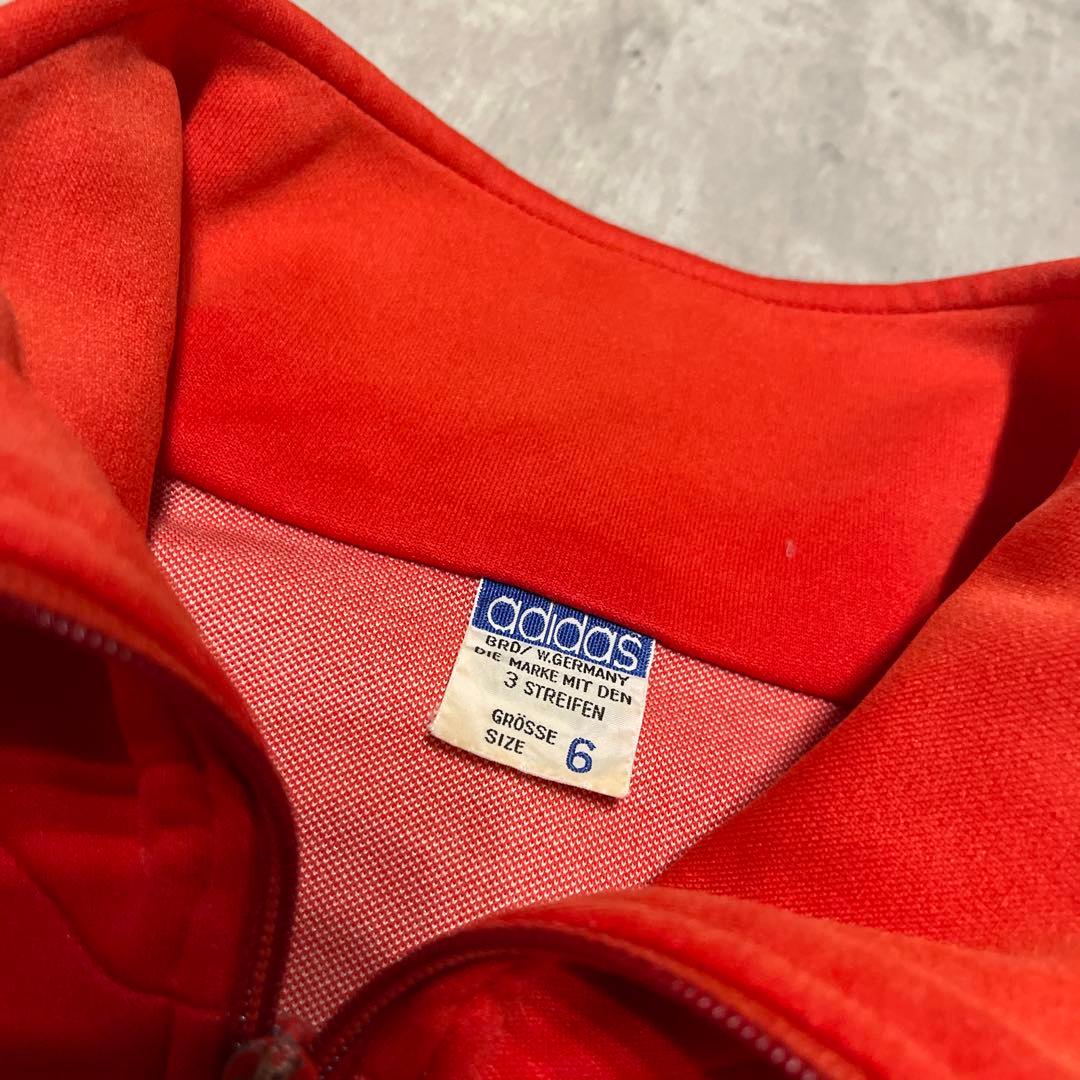 adidas
BRD/ W.GERMANY
DIE MARKE MIT DEN
3 STREIFEN
GRÖSSE
SIZE 6